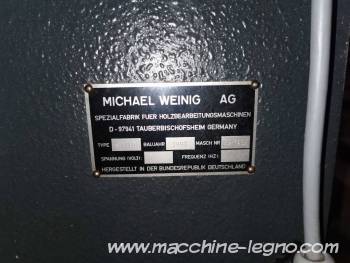 MICHAEL WEINIG AG
SPEZIALFABRIK FUER HOLZBEARBEITUNGSMASCHINEN
D-97941 TAUBERBISCHOFSHEIM GERMANY
TYPE BAUJAHR MASCH NR
SPANNUNG (VOLT): FREQUENZ (HZ):
HERGESTELLT IN DER BUNDESREPUBLIK DEUTSCHLAND
www.macchine-legno.com